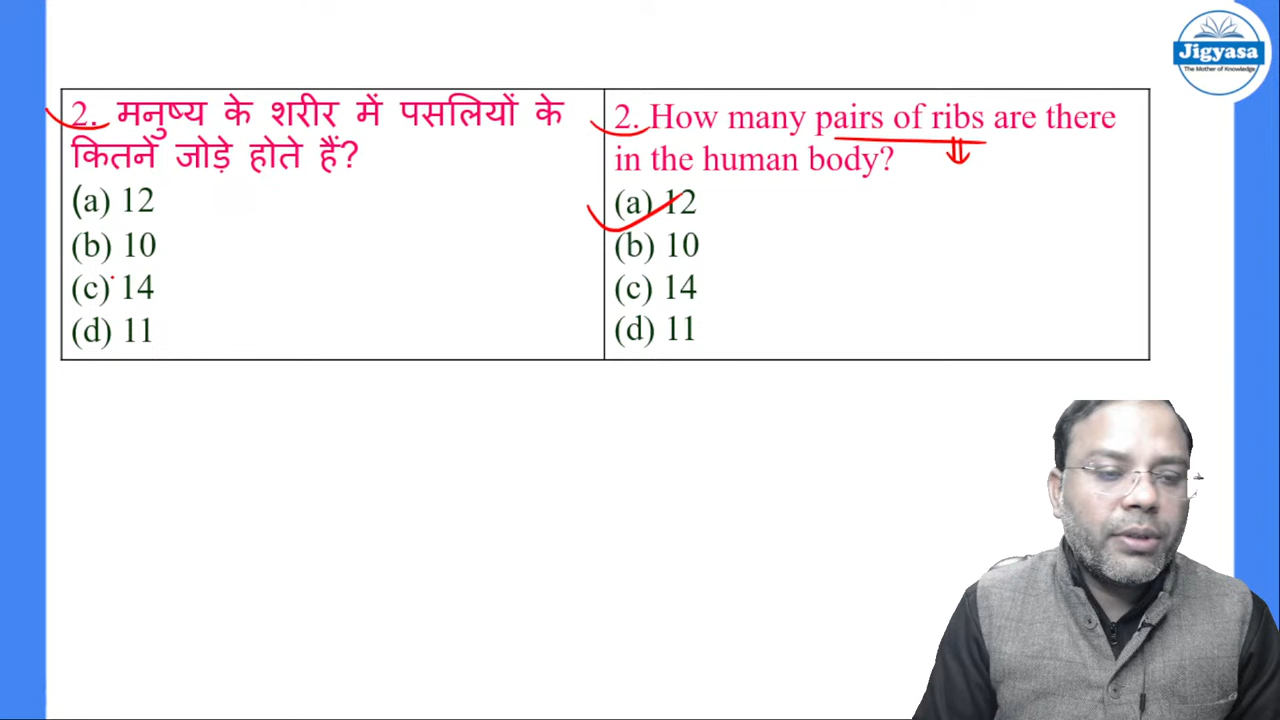 Jigyasa
The Mother of Knowledge
2. मनुष्य के शरीर में पसलियों के
कितने जोड़े होते हैं?
(a) 12
(b) 10
(c) 14
(d) 11
2. How many pairs of ribs are there
in the human body?
(a) 12
(b) 10
(c) 14
(d) 11